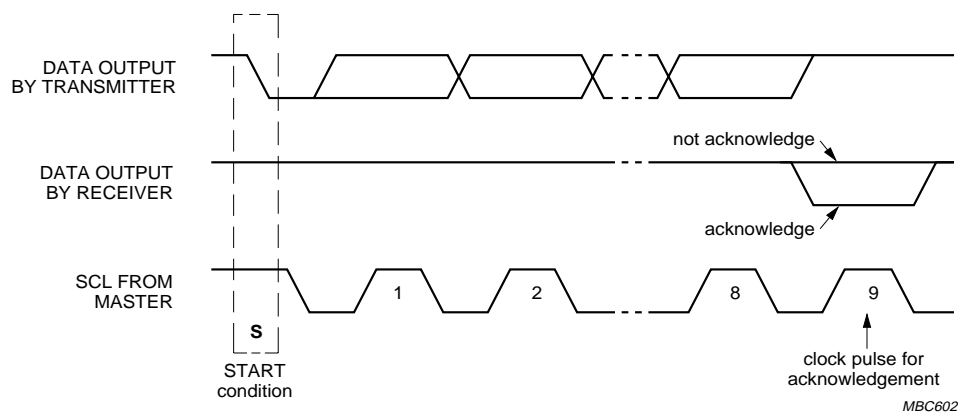 DATA OUTPUT
BY TRANSMITTER
not acknowledge
DATA OUTPUT
BY RECEIVER
acknowledge
SCL FROM
MASTER
1
2
8
9
S
START
condition
clock pulse for
acknowledgement
MBC602